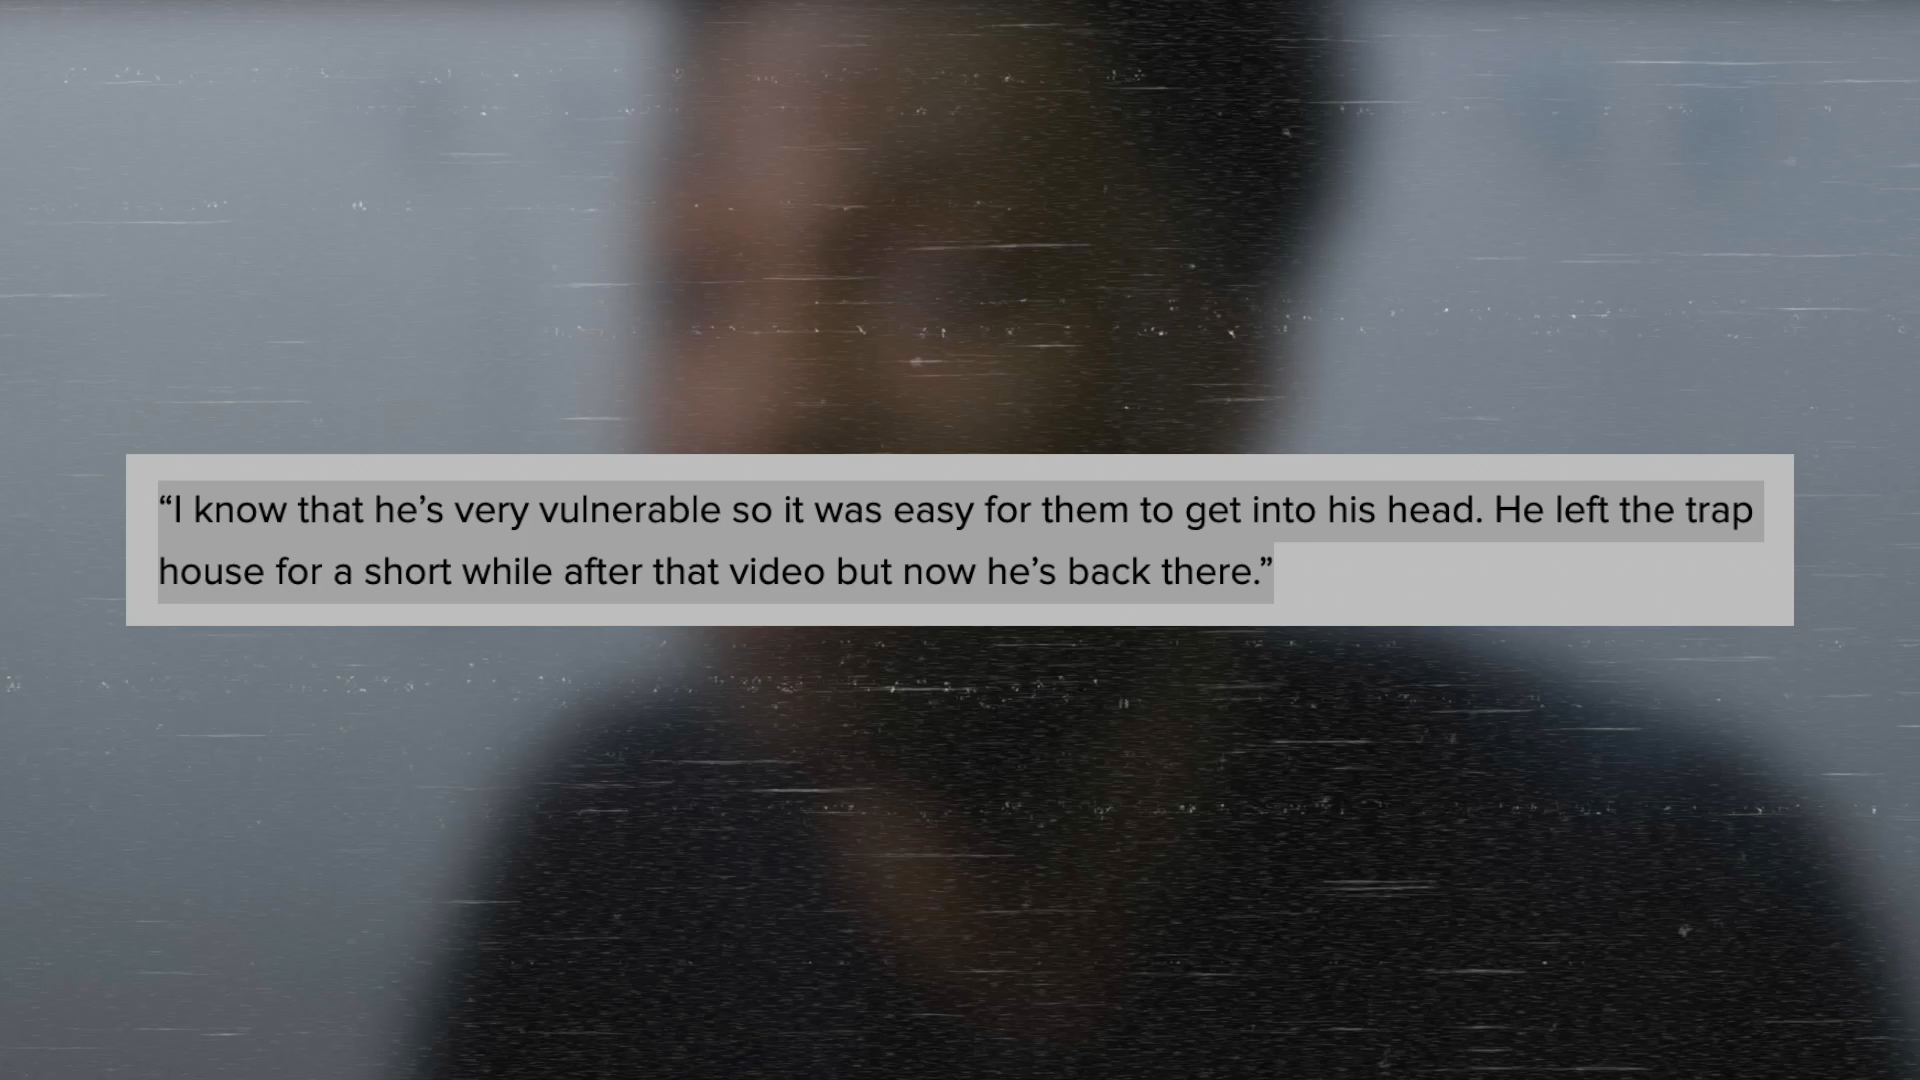 “I know that he’s very vulnerable so it was easy for them to get into his head. He left the trap
house for a short while after that video but now he’s back there.”